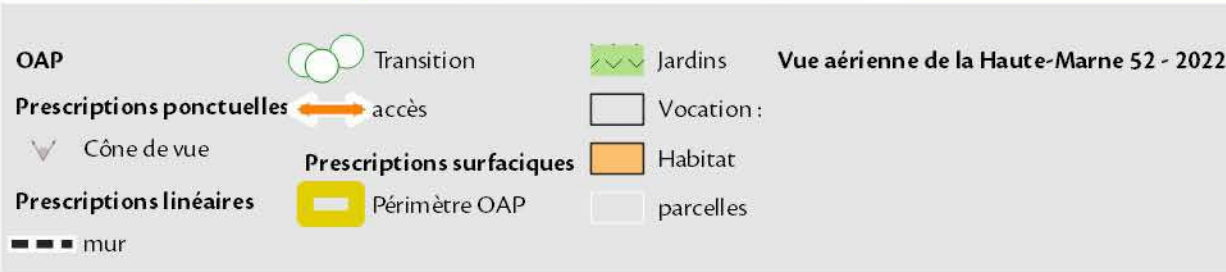 OAP
Prescriptions ponctuelles
Cône de vue
Prescriptions linéaires
mur
Transition
accès
Prescriptions surfaciques
Périmètre OAP
Jardins
Vocation :
Habitat
parcelles
Vue aérienne de la Haute-Marne 52 - 2022